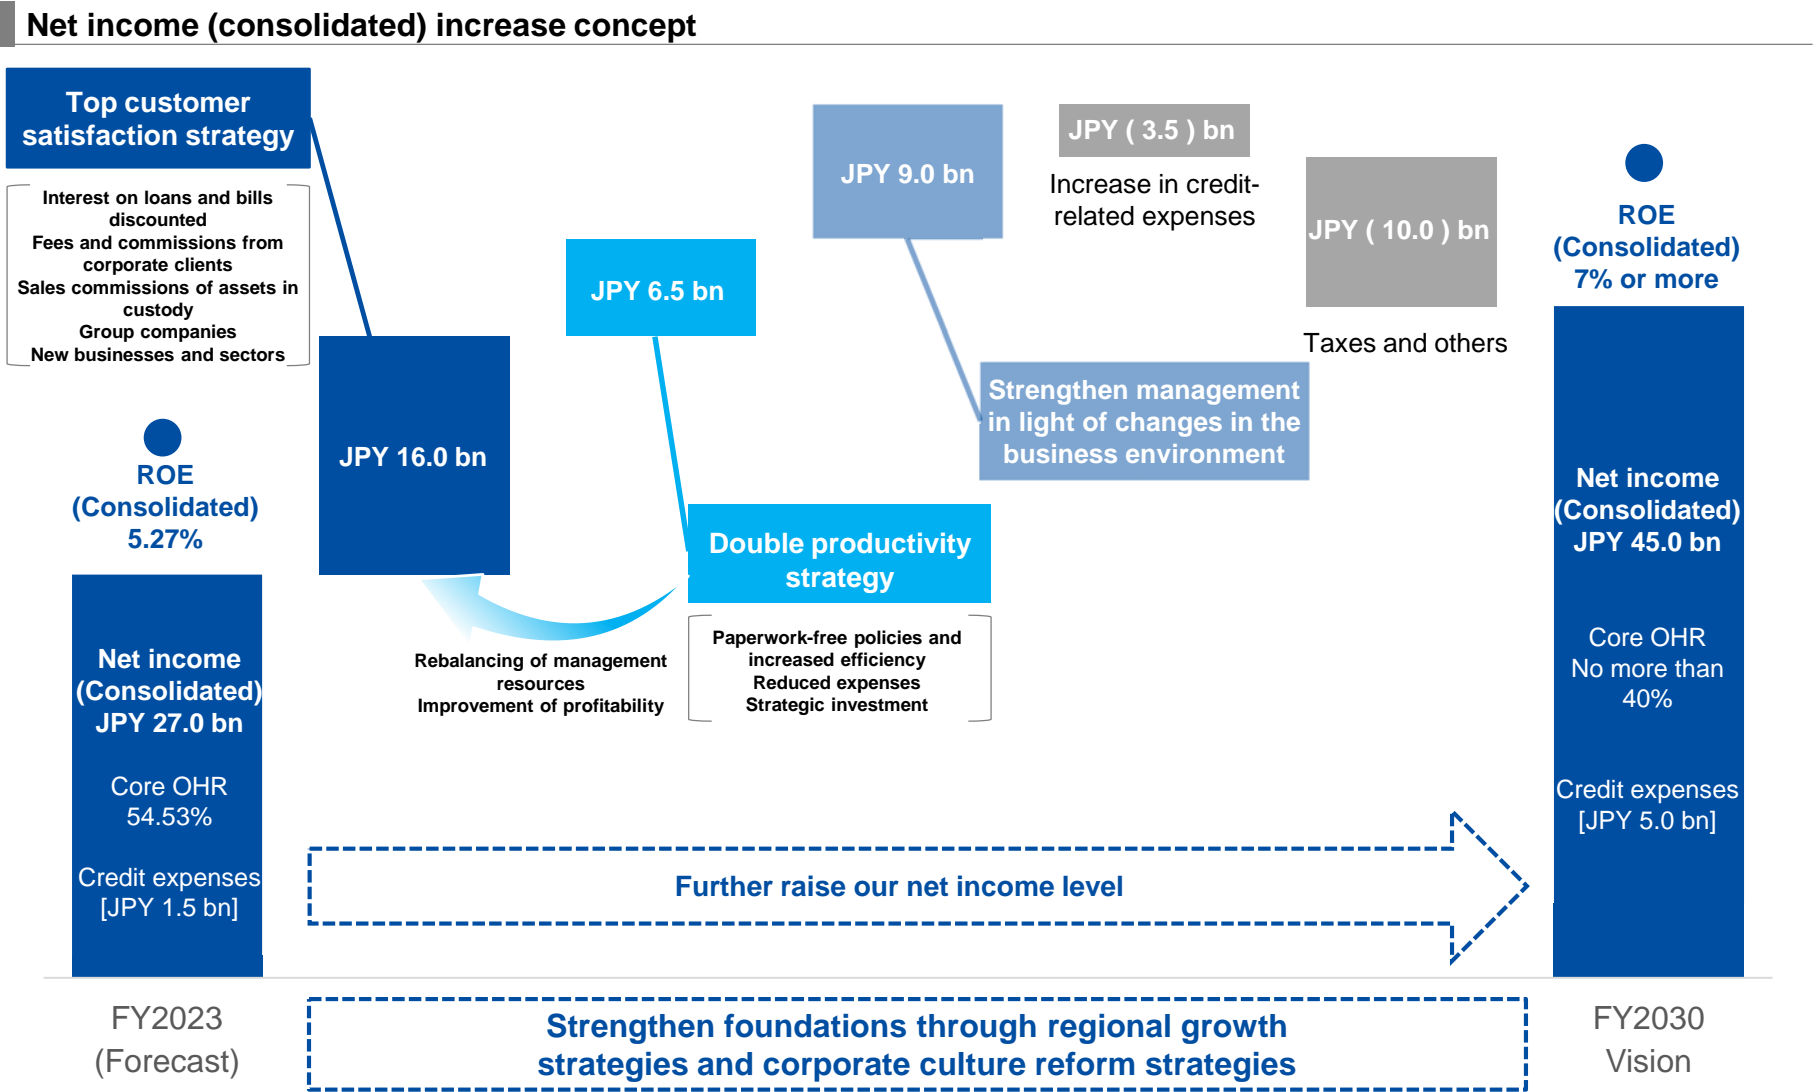 Net income (consolidated) increase concept
Top customer
satisfaction strategy
Interest on loans and bills
discounted
Fees and commissions from
corporate clients
Sales commissions of assets in
custody
Group companies
New businesses and sectors
ROE
(Consolidated)
5.27%
Net income
(Consolidated)
JPY 27.0 bn
Core OHR
54.53%
Credit expenses
[JPY 1.5 bn]
FY2023
(Forecast)
JPY 16.0 bn
Rebalancing of management
resources
Improvement of profitability
JPY 6.5 bn
Double productivity
strategy
Paperwork-free policies and
increased efficiency
Reduced expenses
Strategic investment
JPY 9.0 bn
Strengthen management
in light of changes in the
business environment
JPY ( 3.5 ) bn
Increase in credit-
related expenses
JPY ( 10.0 ) bn
Taxes and others
ROE
(Consolidated)
7% or more
Net income
(Consolidated)
JPY 45.0 bn
Core OHR
No more than
40%
Credit expenses
[JPY 5.0 bn]
FY2030
Vision
Further raise our net income level
Strengthen foundations through regional growth
strategies and corporate culture reform strategies